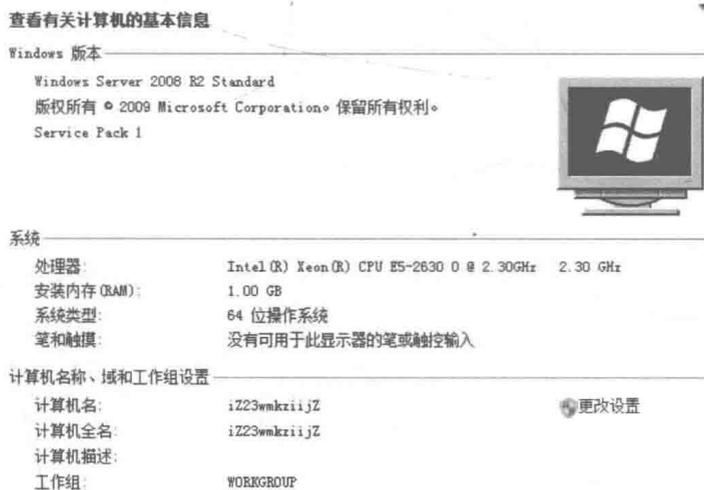 查看有关计算机的基本信息
Windows 版本
Windows Server 2008 R2 Standard
版权所有 © 2009 Microsoft Corporation。保留所有权利。
Service Pack 1
系统
处理器: Intel(R) Xeon(R) CPU E5-2630 0 @ 2.30GHz 2.30 GHz
安装内存(RAM): 1.00 GB
系统类型: 64 位操作系统
笔和触摸: 没有可用于此显示器的笔或触控输入
计算机名称、域和工作组设置
计算机名: iZ23wmkriijZ 更改设置
计算机全名: iZ23wmkriijZ
计算机描述:
工作组: WORKGROUP